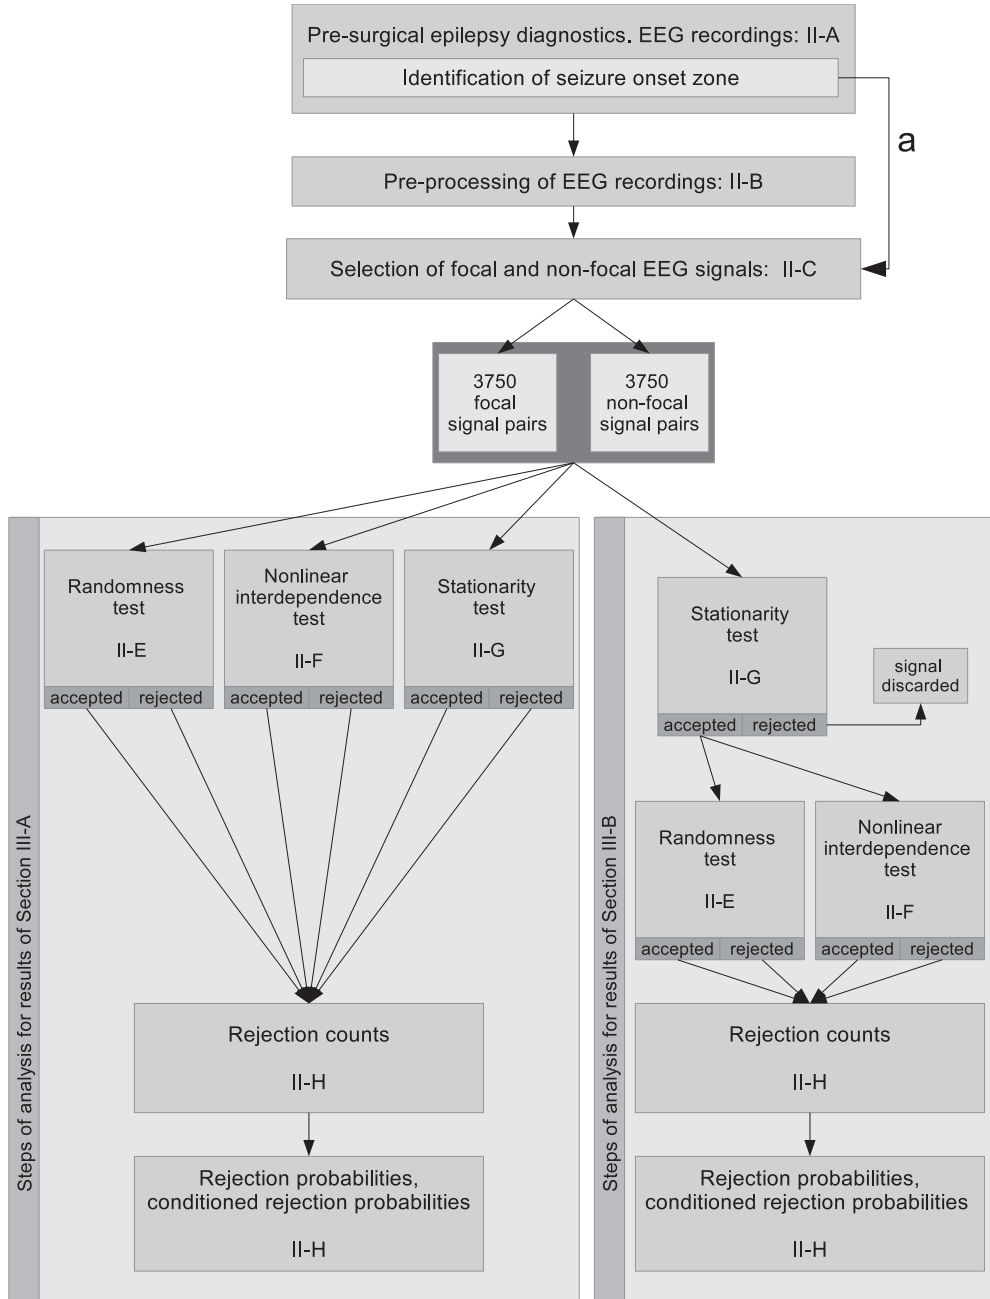 Pre-surgical epilepsy diagnostics. EEG recordings: II-A
Identification of seizure onset zone
a
Pre-processing of EEG recordings: II-B
Selection of focal and non-focal EEG signals: II-C
3750
focal
signal pairs
3750
non-focal
signal pairs
Steps of analysis for results of Section III-A
Randomness
test
II-E
accepted rejected
Nonlinear
interdependence
test
II-F
accepted rejected
Stationarity
test
II-G
accepted rejected
Rejection counts
II-H
Rejection probabilities,
conditioned rejection probabilities
II-H
Steps of analysis for results of Section III-B
Stationarity
test
II-G
accepted rejected
signal
discarded
Randomness
test
II-E
accepted rejected
Nonlinear
interdependence
test
II-F
accepted rejected
Rejection counts
II-H
Rejection probabilities,
conditioned rejection probabilities
II-H